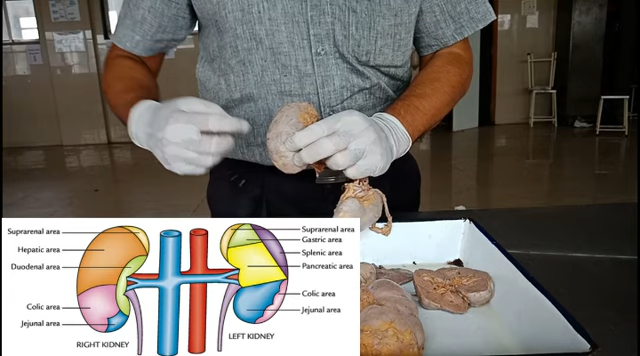 Suprarenal area
Hepatic area
Duodenal area
Colic area
Jejunal area
RIGHT KIDNEY
Suprarenal area
Gastric area
Splenic area
Pancreatic area
Colic area
Jejunal area
LEFT KIDNEY